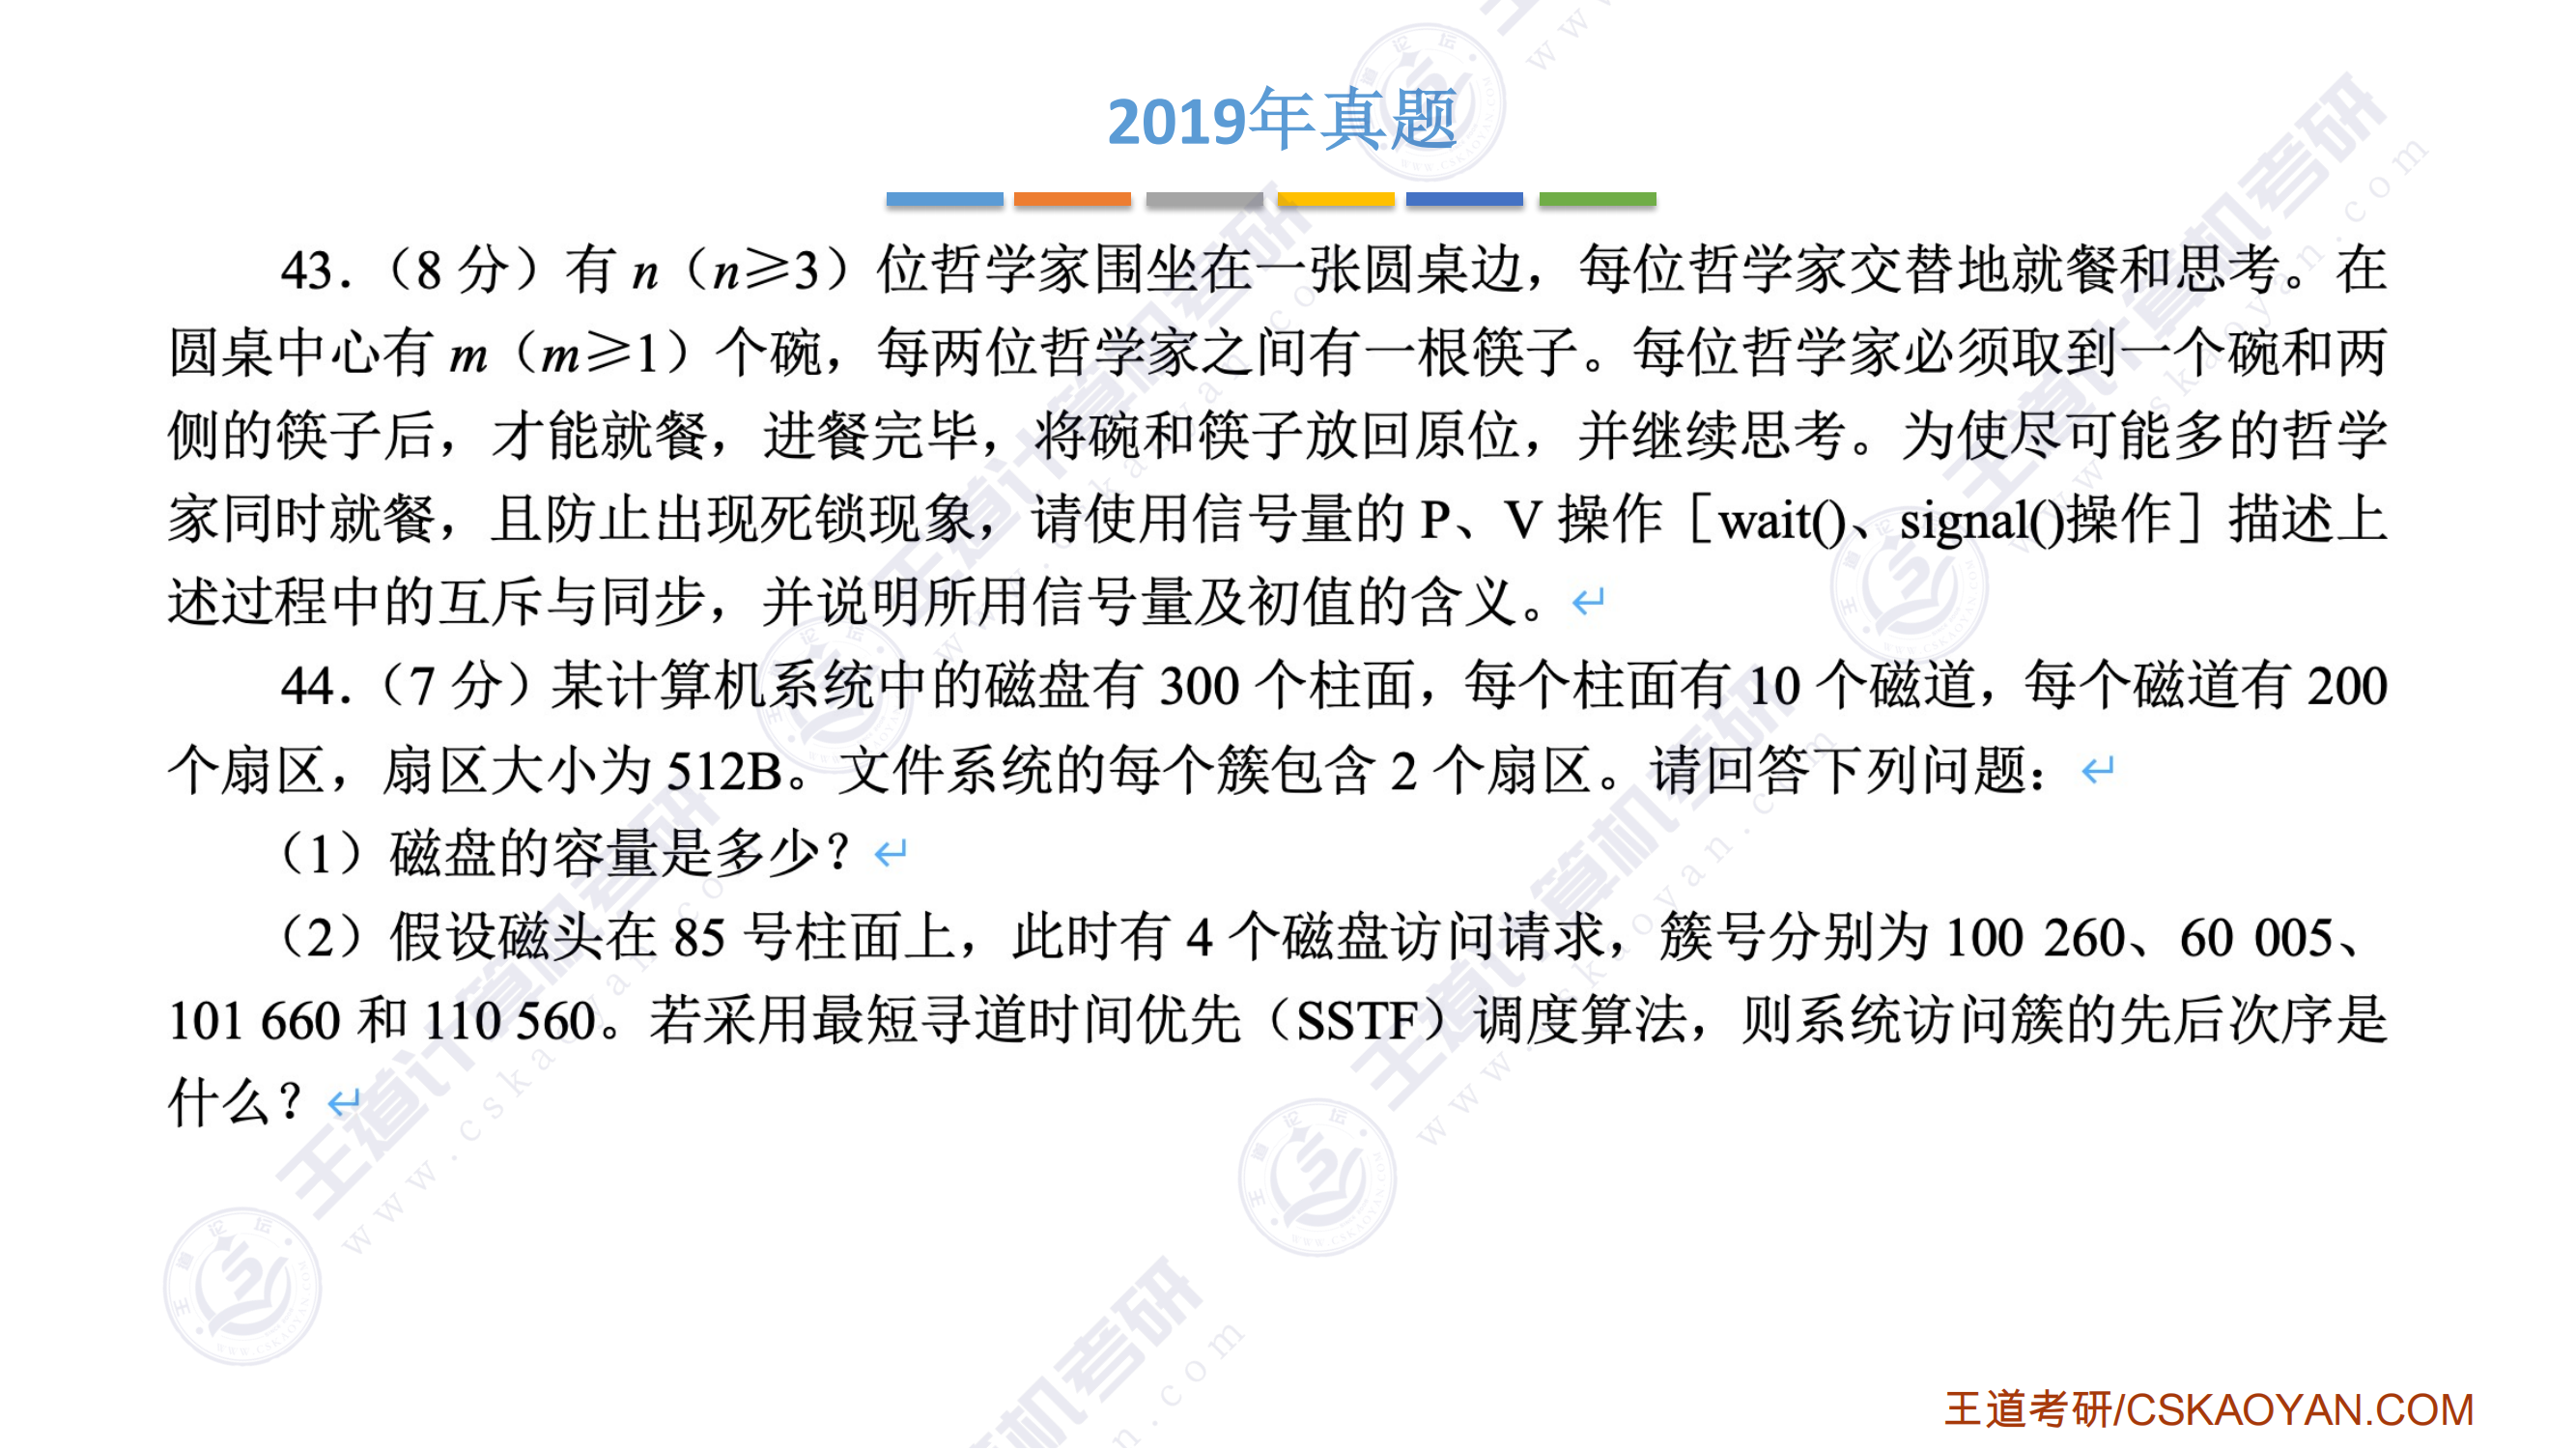 2019年真题
43.（8 分）有 n（n≥3）位哲学家围坐在一张圆桌边，每位哲学家交替地就餐和思考。在
圆桌中心有 m（m≥1）个碗，每两位哲学家之间有一根筷子。每位哲学家必须取到一个碗和两
侧的筷子后，才能就餐，进餐完毕，将碗和筷子放回原位，并继续思考。为使尽可能多的哲学
家同时就餐，且防止出现死锁现象，请使用信号量的 P、V 操作［wait()、signal()操作］描述上
述过程中的互斥与同步，并说明所用信号量及初值的含义。↵
44.（7 分）某计算机系统中的磁盘有 300 个柱面，每个柱面有 10 个磁道，每个磁道有 200
个扇区，扇区大小为 512B。文件系统的每个簇包含 2 个扇区。请回答下列问题：↵
（1）磁盘的容量是多少？↵
（2）假设磁头在 85 号柱面上，此时有 4 个磁盘访问请求，簇号分别为 100 260、60 005、
101 660 和 110 560。若采用最短寻道时间优先（SSTF）调度算法，则系统访问簇的先后次序是
什么？↵
王道考研/CSKAOYAN.COM
王道计算机考研
www.cskaoyan.com